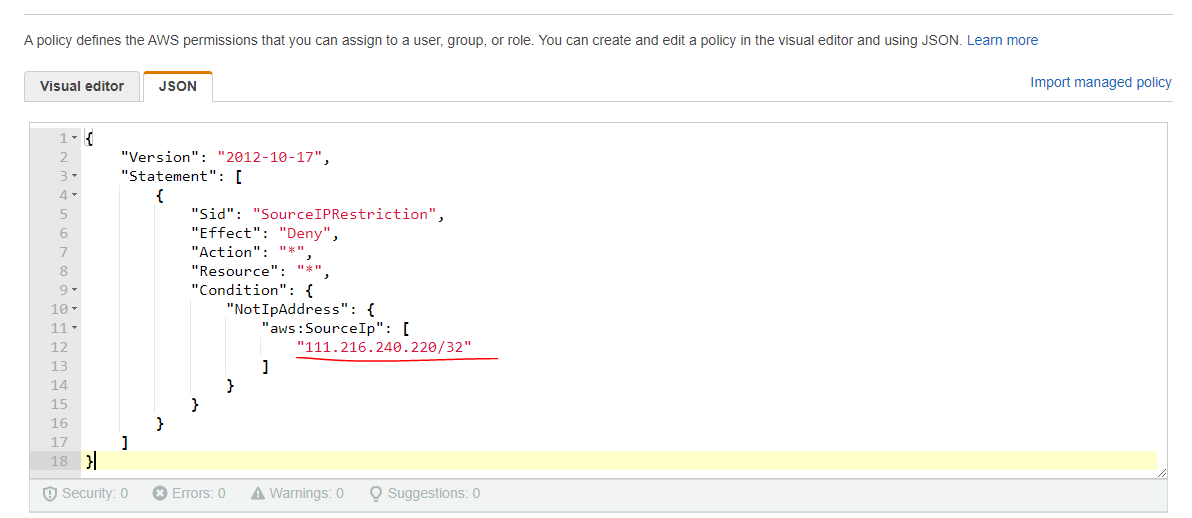 A policy defines the AWS permissions that you can assign to a user, group, or role. You can create and edit a policy in the visual editor and using JSON. Learn more
Visual editor JSON Import managed policy
1 {
2 "Version": "2012-10-17",
3 "Statement": [
4 {
5 "Sid": "SourceIPRestriction",
6 "Effect": "Deny",
7 "Action": "*",
8 "Resource": "*",
9 "Condition": {
10 "NotIpAddress": {
11 "aws:SourceIp": [
12 "111.216.240.220/32"
13 ]
14 }
15 }
16 }
17 ]
18 }
Security: 0 Errors: 0 Warnings: 0 Suggestions: 0